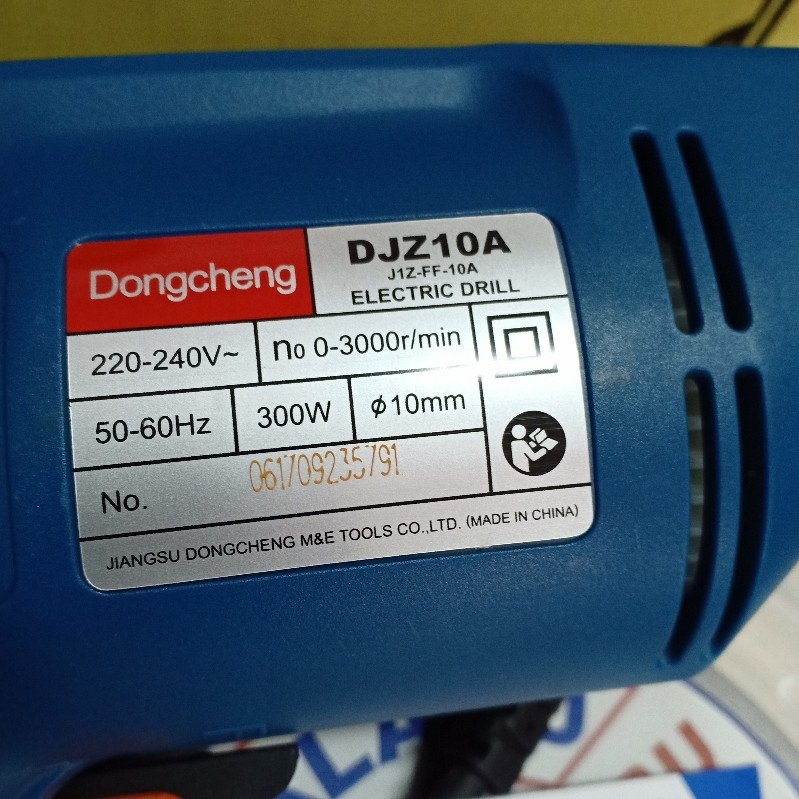 Dongcheng
DJZ10A
J1Z-FF-10A
ELECTRIC DRILL
220-240V~
n₀ 0-3000r/min
50-60Hz
300W
ϕ10mm
No.
061709235791
JIANGSU DONGCHENG M&E TOOLS CO.,LTD. (MADE IN CHINA)